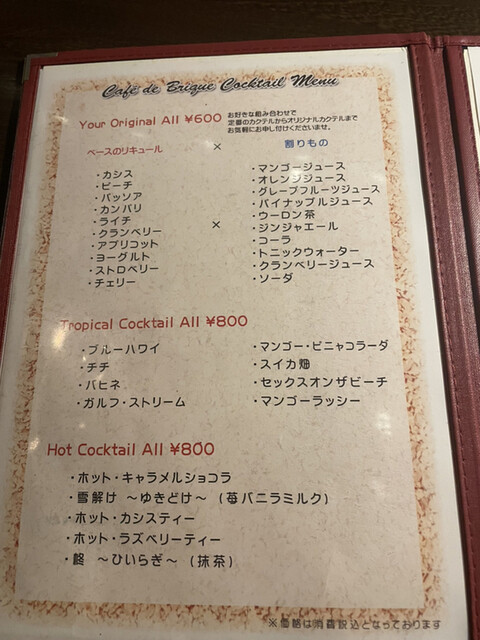 Café de Brique Cocktail Menu
Your Original All ¥600
お好きな組み合わせで
定番のカクテルからオリジナルカクテルまで
お気軽にお申し付けくださいませ。
ベースのリキュール
×
割りもの
・カシス
・ピーチ
・パッソア
・カンパリ
・ライチ
・クランベリー
・アプリコット
・ヨーグルト
・ストロベリー
・チェリー
×
・マンゴージュース
・オレンジジュース
・グレープフルーツジュース
・パイナップルジュース
・ウーロン茶
・ジンジャエール
・コーラ
・トニックウォーター
・クランベリージュース
・ソーダ
Tropical Cocktail All ¥800
・ブルーハワイ
・チチ
・バヒネ
・ガルフ・ストリーム
・マンゴー・ピニャコラーダ
・スイカ畑
・セックスオンザビーチ
・マンゴーラッシー
Hot Cocktail All ¥800
・ホット・キャラメルショコラ
・雪解け ～ゆきどけ～（苺バニラミルク）
・ホット・カシスティー
・ホット・ラズベリーティー
～ひいらぎ～（抹茶）
※価格は消費税込となっております